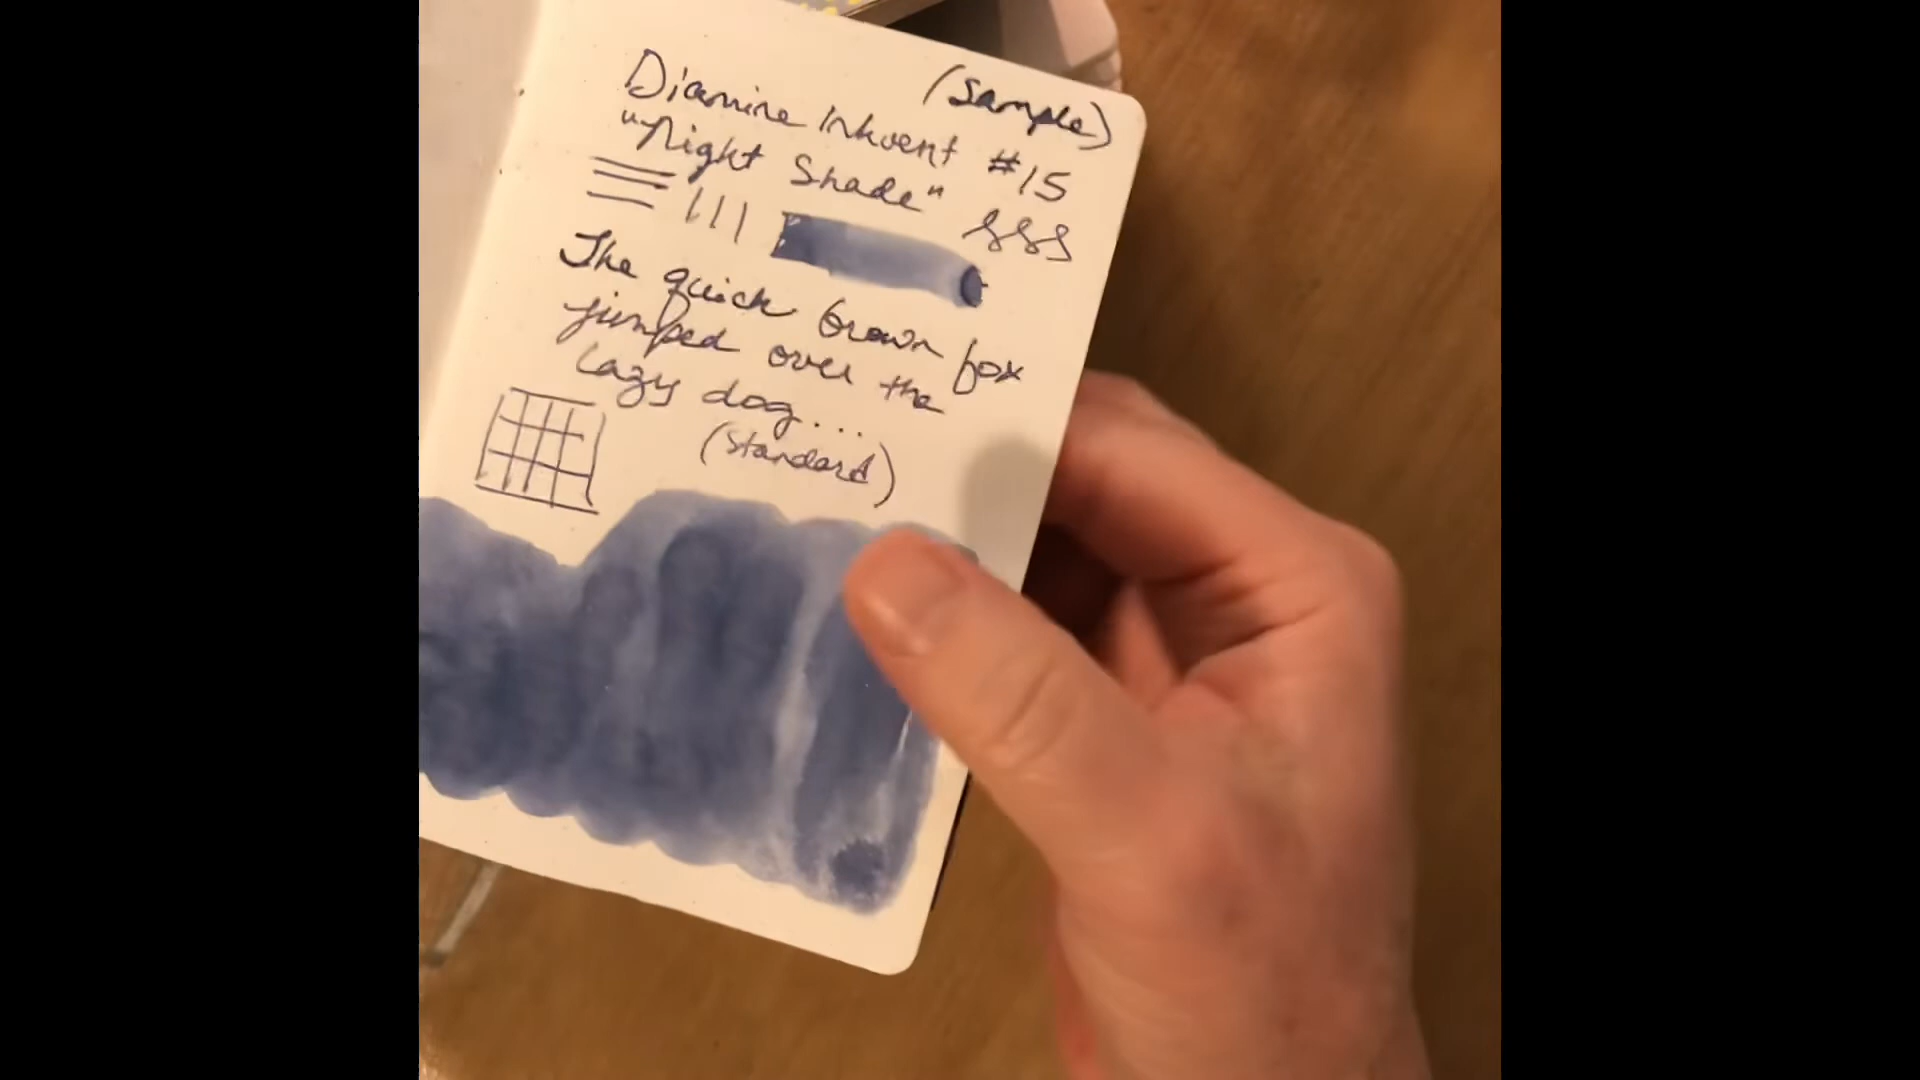 (Sample)
Diamine Inkvent #15
"Night Shade"
The quick brown fox
jumped over the
lazy dog...
(Standard)